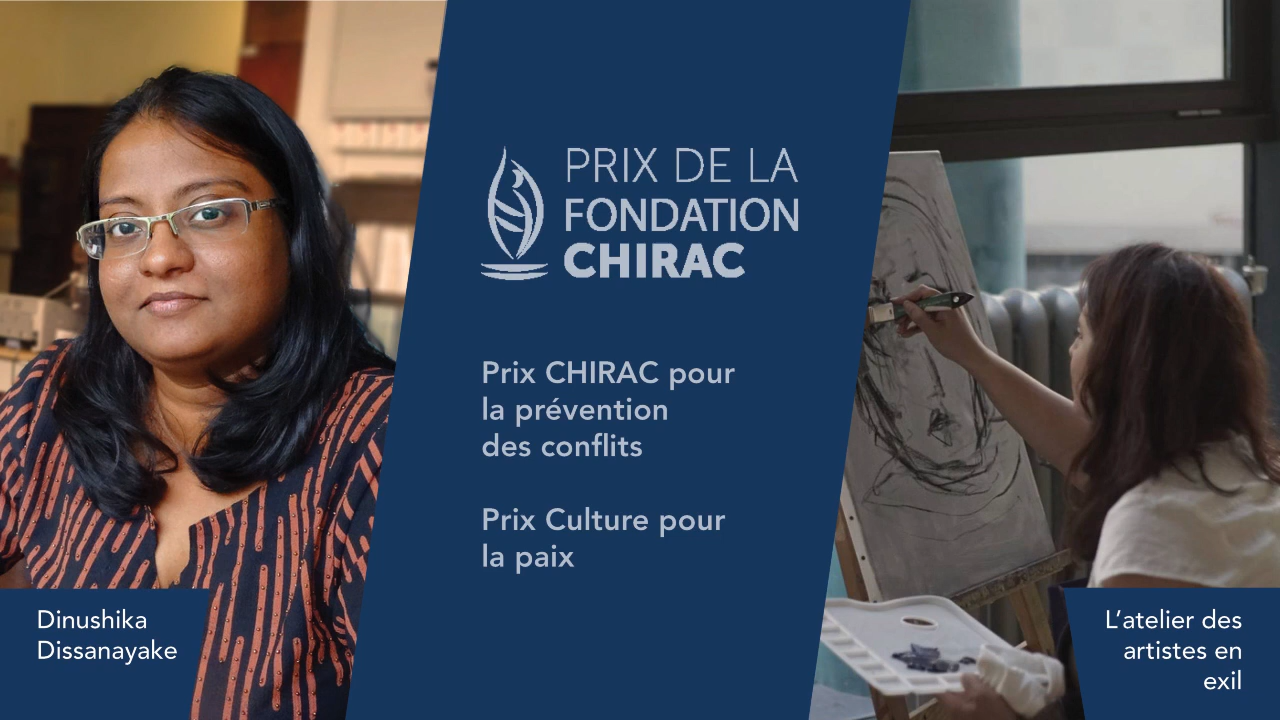 PRIX DE LA
FONDATION
CHIRAC
Prix CHIRAC pour
la prévention
des conflits
Prix Culture pour
la paix
Dinushika
Dissanayake
L’atelier des
artistes en
exil